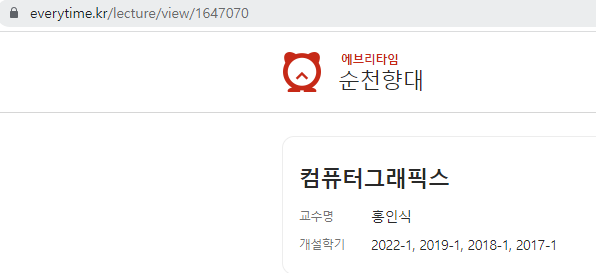 everytime.kr/lecture/view/1647070
에브리타임
순천향대
컴퓨터그래픽스
교수명 홍인식
개설학기 2022-1, 2019-1, 2018-1, 2017-1